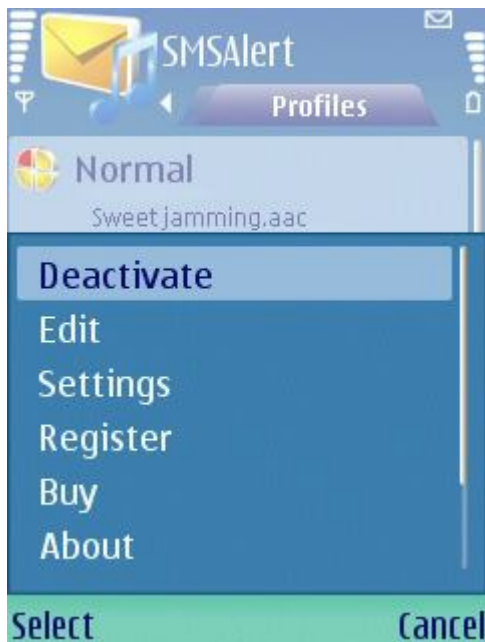 SMSAlert
Profiles
Normal
Sweet jamming.aac
Deactivate
Edit
Settings
Register
Buy
About
Select Cancel